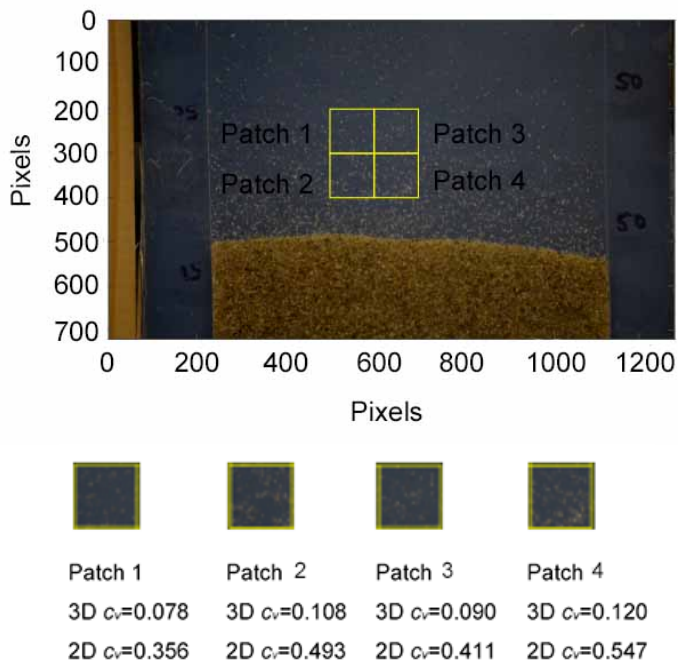 0
100
200
300
400
500
600
700
Pixels
Patch 1
Patch 3
Patch 2
Patch 4
50
50
0 200 400 600 800 1000 1200
Pixels
Patch 1 Patch 2 Patch 3 Patch 4
3D cv=0.078 3D cv=0.108 3D cv=0.090 3D cv=0.120
2D cv=0.356 2D cv=0.493 2D cv=0.411 2D cv=0.547